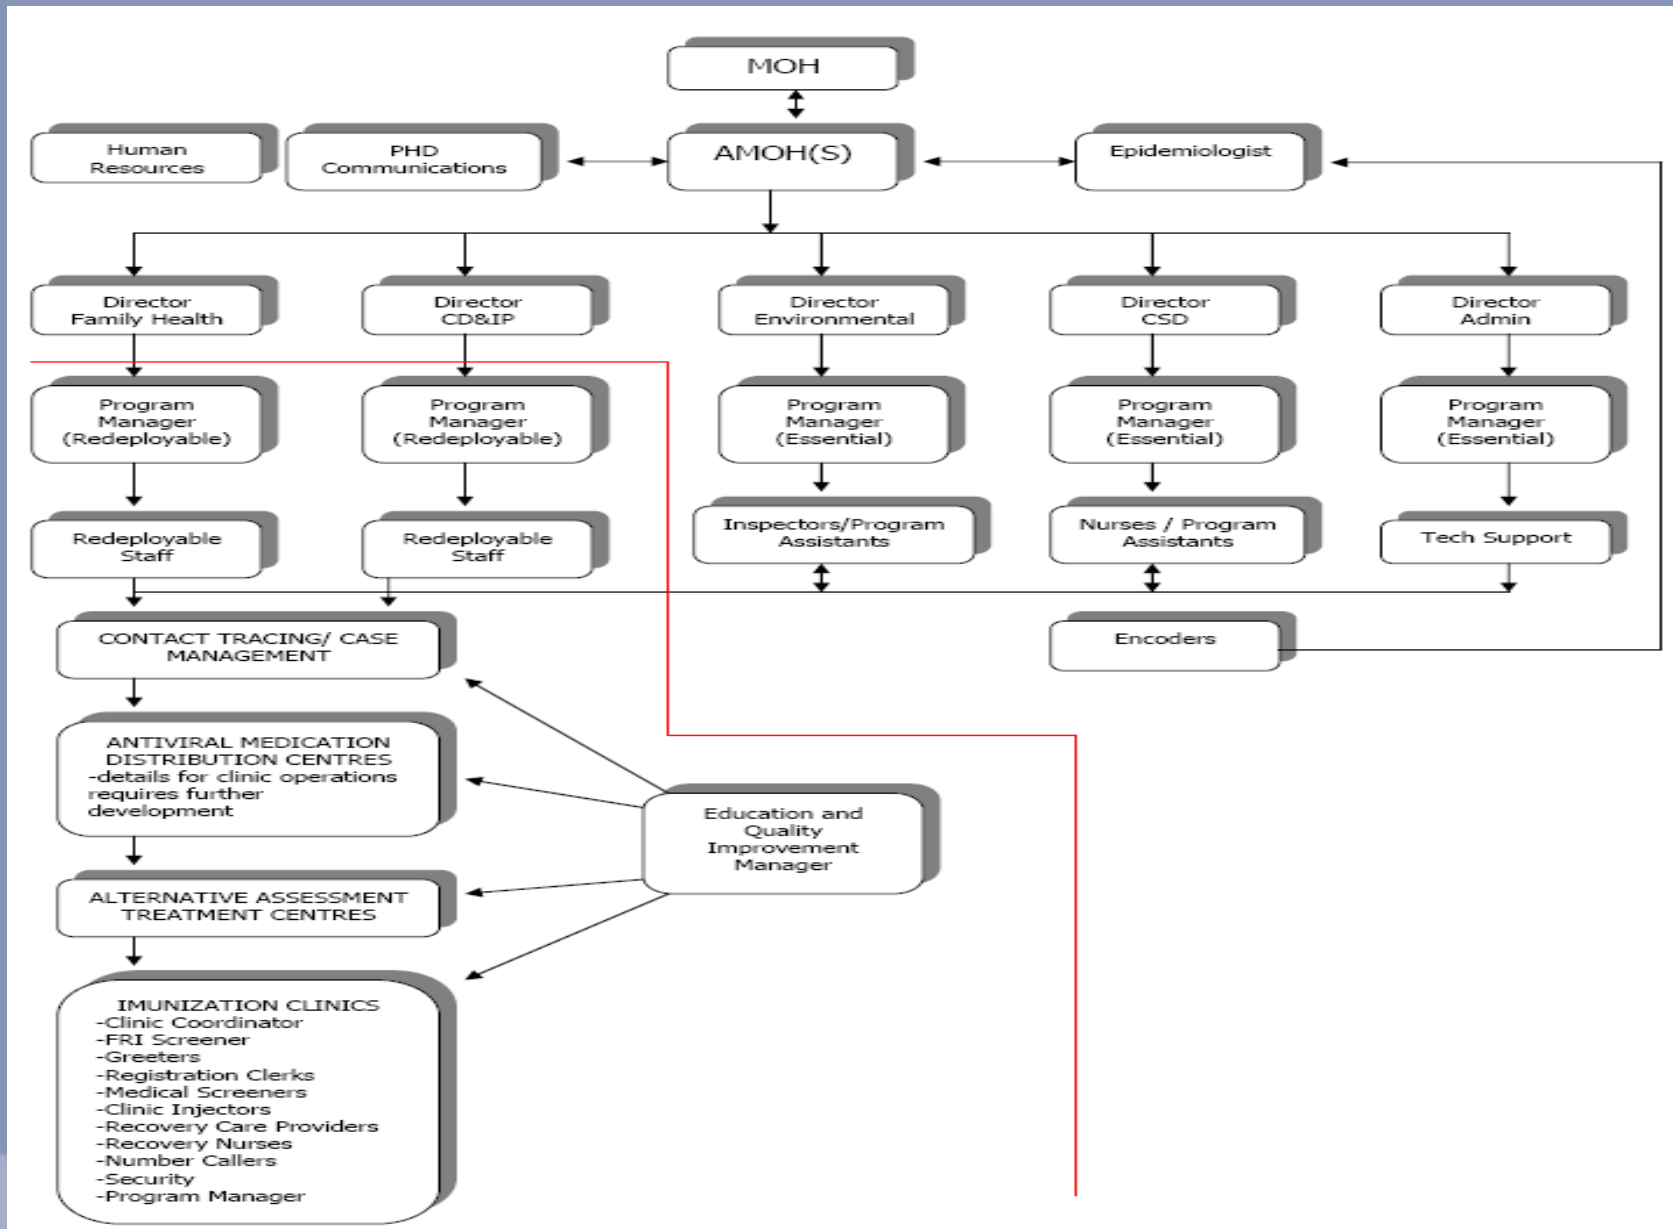 MOH
Human
Resources
PHD
Communications
AMOH(S)
Epidemiologist
Director
Family Health
Director
CD&IP
Director
Environmental
Director
CSD
Director
Admin
Program
Manager
(Redeployable)
Program
Manager
(Redeployable)
Program
Manager
(Essential)
Program
Manager
(Essential)
Program
Manager
(Essential)
Redeployable
Staff
Redeployable
Staff
Inspectors/Program
Assistants
Nurses / Program
Assistants
Tech Support
CONTACT TRACING/ CASE
MANAGEMENT
Encoders
ANTIVIRAL MEDICATION
DISTRIBUTION CENTRES
-details for clinic operations
requires further
development
Education and
Quality
Improvement
Manager
ALTERNATIVE ASSESSMENT
TREATMENT CENTRES
IMUNIZATION CLINICS
-Clinic Coordinator
-FRI Screener
-Greeters
-Registration Clerks
-Medical Screeners
-Clinic Injectors
-Recovery Care Providers
-Recovery Nurses
-Number Callers
-Security
-Program Manager